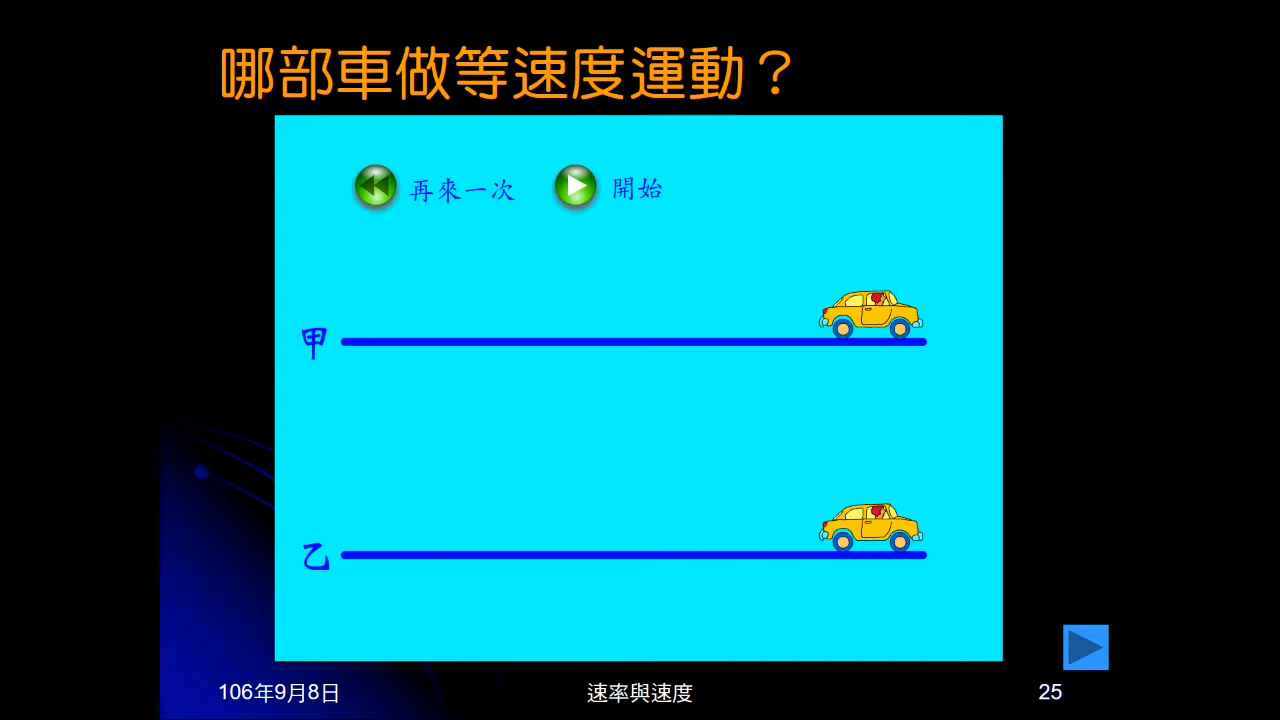 哪部車做等速度運動？
再來一次 開始
甲
乙
106年9月8日 速率與速度 25